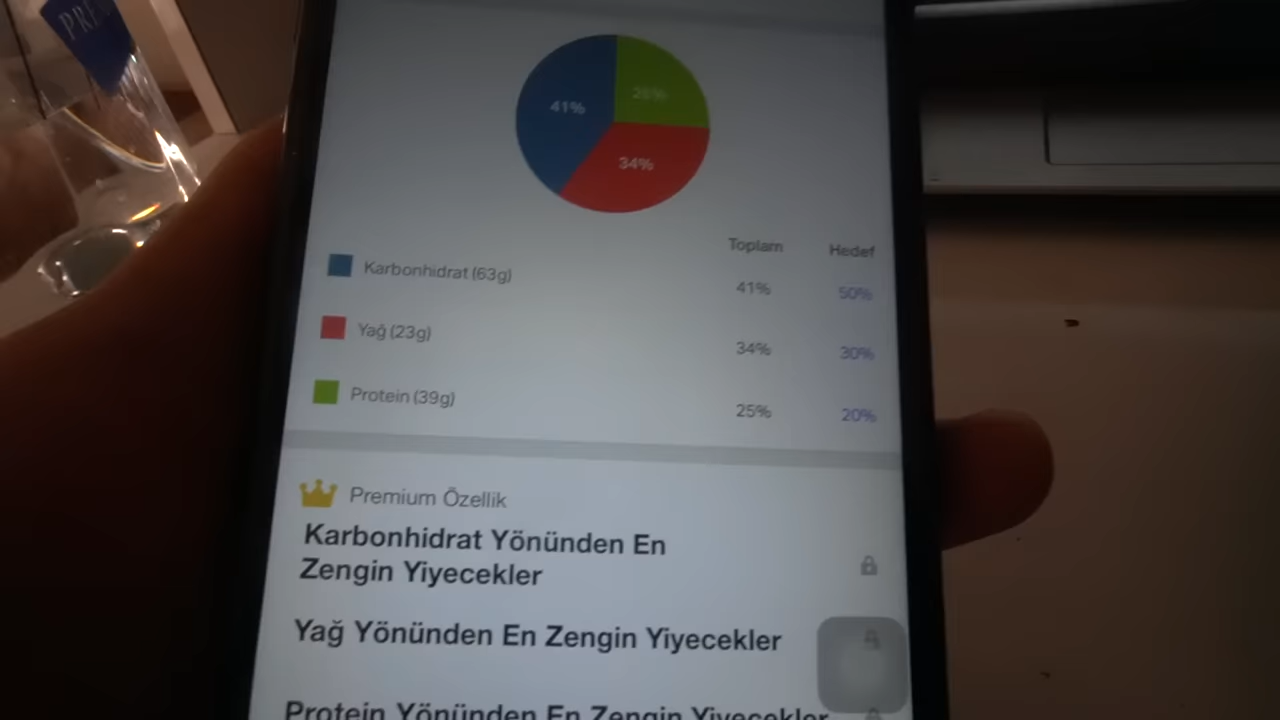 PRE
41%
34%
Toplam Hedef
Karbonhidrat (63g) 41% 50%
Yağ (23g) 34% 30%
Protein (39g) 25% 20%
Premium Özellik
Karbonhidrat Yönünden En
Zengin Yiyecekler
Yağ Yönünden En Zengin Yiyecekler
Protein Yönünden En Zengin Yiyecekler